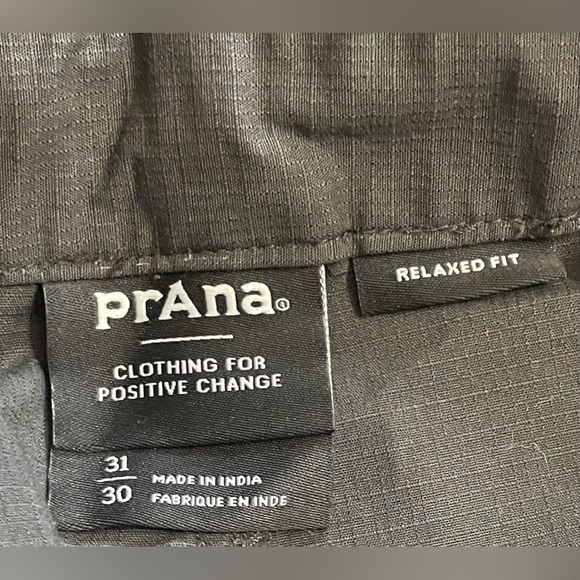 prAna®
RELAXED FIT
CLOTHING FOR
POSITIVE CHANGE
31
30
MADE IN INDIA
FABRIQUE EN INDE